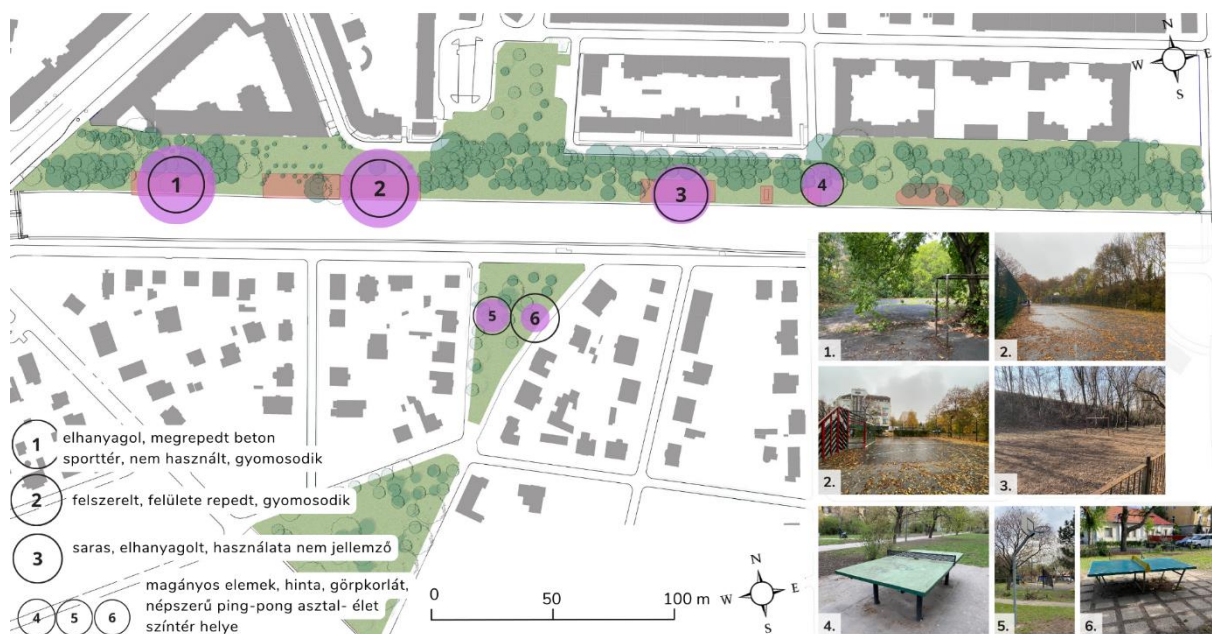 N
W E
S
1
2
3
4
5
6
1.
2.
2.
3.
4.
5.
6.
1
elhanyagol, megrepedt beton
sporttér, nem használt, gyomosodik
2
felszerelt, felülete repedt, gyomosodik
3
saras, elhanyagolt, használata nem jellemző
4 5 6
magányos elemek, hinta, görpkorlát,
népszerű ping-pong asztal- élet
színtér helye
0 50 100 m
N
W E
S